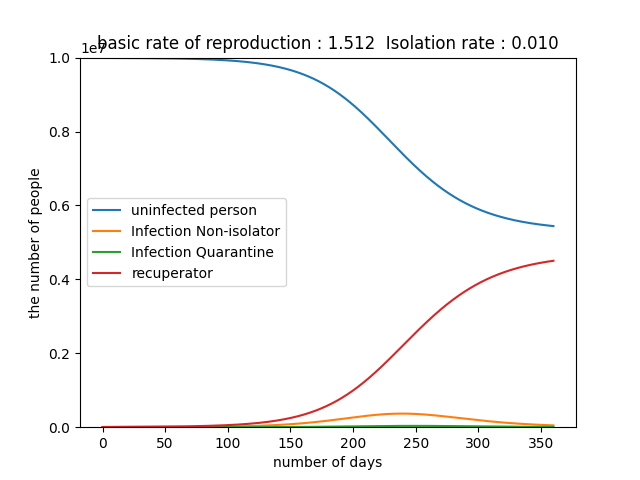 basic rate of reproduction : 1.512  Isolation rate : 0.010
1e7
1.0
0.8
0.6
0.4
0.2
0.0
the number of people
uninfected person
Infection Non-isolator
Infection Quarantine
recuperator
0 50 100 150 200 250 300 350
number of days